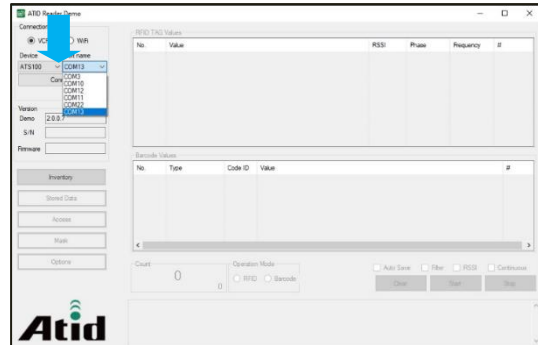 ATID Reader Demo
Connection
WiFi
Device
name
ATS100
COM13
COM3
COM10
COM12
COM11
COM22
COM13
Version
Demo 2.0.0.7
S/N
Firmware
Inventory
Stored Data
Access
Mask
Options
Atid
RFID TAG Values
No. Value RSSI Phase Frequency #
Barcode Values
No. Type Code ID Value #
Count
0
0
Operation Mode
RFID Barcode
Auto Save Filter RSSI Continuous
Clear Start Stop